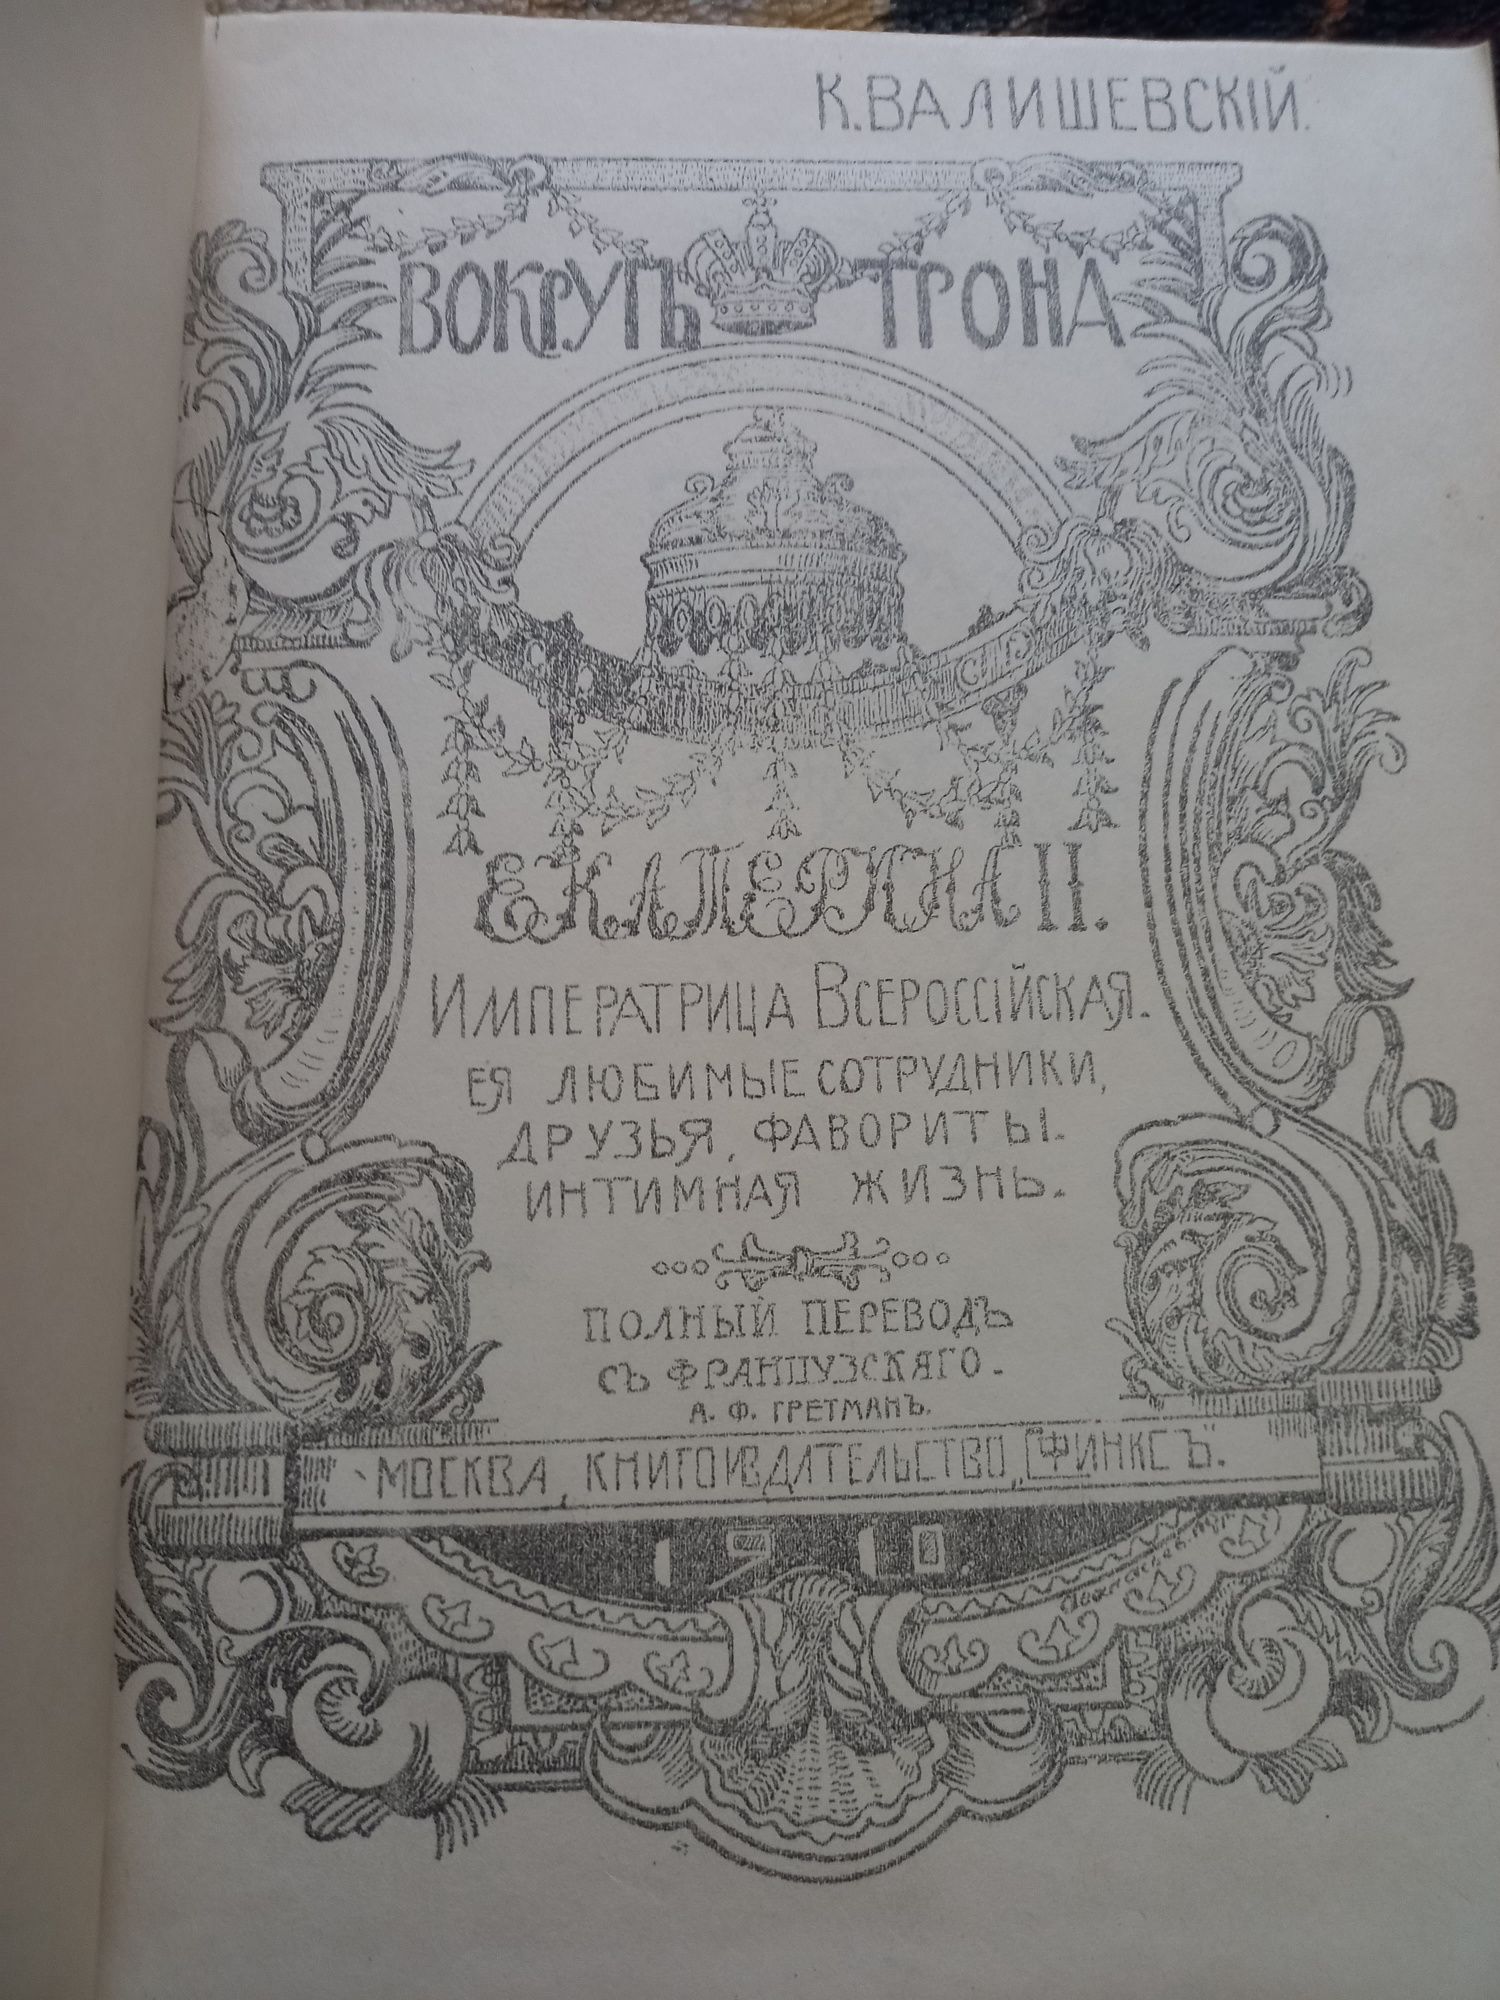 К. ВАЛИШЕВСКІЙ.
ВОКРУГЪ ТРОНА
ЕКАТЕРИНА II.
ИМПЕРАТРИЦА ВСЕРОССІЙСКАЯ.
ЕЯ ЛЮБИМЫЕ СОТРУДНИКИ,
ДРУЗЬЯ, ФАВОРИТЫ.
ИНТИМНАЯ ЖИЗНЬ.
ПОЛНЫЙ ПЕРЕВОДЪ
СЪ ФРАНЦУЗСКАГО.
А. Ф. ГРЕТМАНЪ.
МОСКВА, КНИГОИЗДАТЕЛЬСТВО „СФИНКСЪ".
1910.